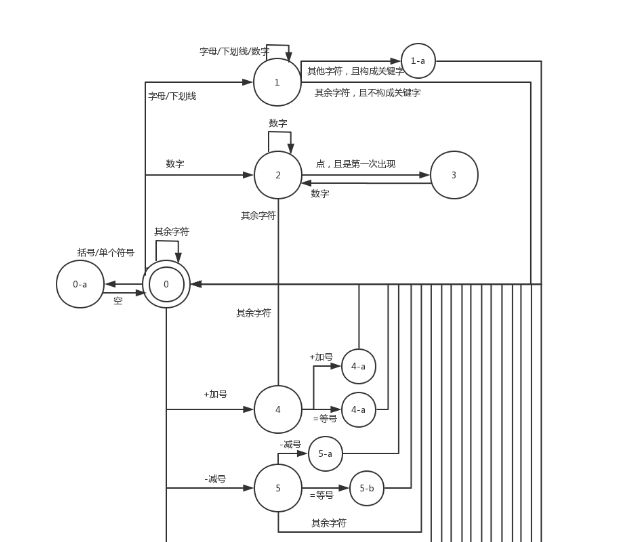 字母/下划线/数字
1
其他字符，且构成关键字
1-a
字母/下划线
其余字符，且不构成关键字
数字
数字
2
点，且是第一次出现
3
数字
其余字符
其余字符
括号/单个符号
0-a
0
空
其余字符
+加号
4-a
+加号
4
=等号
4-a
-减号
5-a
-减号
5
=等号
5-b
其余字符